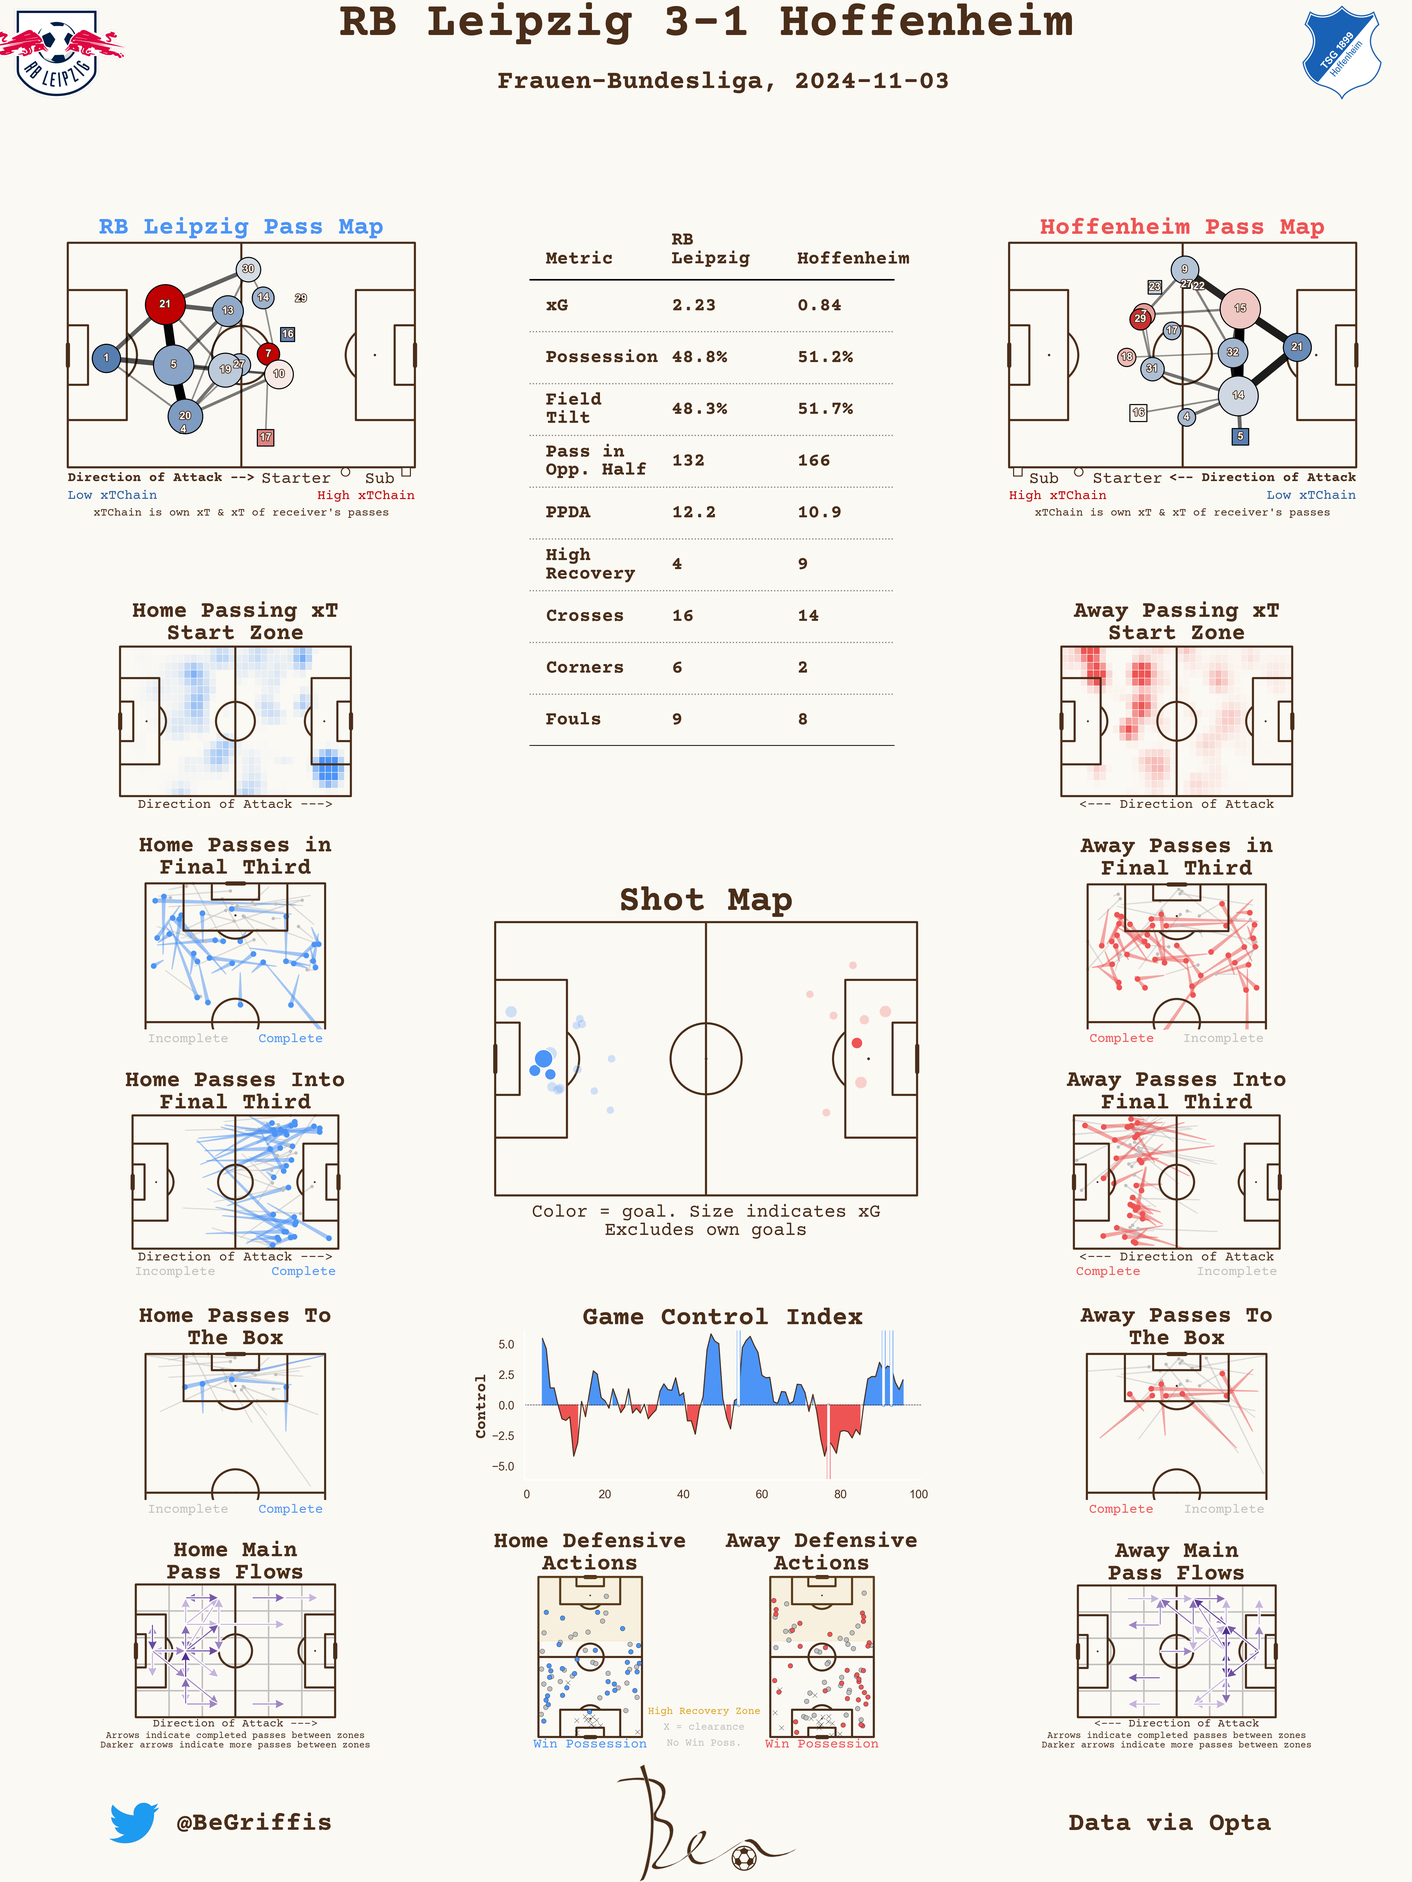 RB Leipzig 3-1 Hoffenheim
Frauen-Bundesliga, 2024-11-03
RB LEIPZIG
TSG 1899
Hoffenheim
RB Leipzig Pass Map
30
21
14
29
13
16
1
5
19
27
7
10
20
4
17
Direction of Attack --> Starter Sub
Low xTChain High xTChain
xTChain is own xT & xT of receiver's passes
Metric RB Leipzig Hoffenheim
xG 2.23 0.84
Possession 48.8% 51.2%
Field Tilt 48.3% 51.7%
Pass in Opp. Half 132 166
PPDA 12.2 10.9
High Recovery 4 9
Crosses 16 14
Corners 6 2
Fouls 9 8
Hoffenheim Pass Map
9
23
27
22
7
29
15
17
18
31
32
21
16
14
4
5
Sub Starter <-- Direction of Attack
High xTChain Low xTChain
xTChain is own xT & xT of receiver's passes
Home Passing xT
Start Zone
Direction of Attack --->
Away Passing xT
Start Zone
<--- Direction of Attack
Home Passes in
Final Third
Incomplete Complete
Away Passes in
Final Third
Complete Incomplete
Shot Map
Color = goal. Size indicates xG
Excludes own goals
Home Passes Into
Final Third
Direction of Attack --->
Incomplete Complete
Away Passes Into
Final Third
<--- Direction of Attack
Complete Incomplete
Home Passes To
The Box
Incomplete Complete
Game Control Index
Control
5.0
2.5
0.0
−2.5
−5.0
0 20 40 60 80 100
Away Passes To
The Box
Complete Incomplete
Home Main
Pass Flows
Direction of Attack --->
Arrows indicate completed passes between zones
Darker arrows indicate more passes between zones
Home Defensive
Actions
Win Possession
High Recovery Zone
X = clearance
No Win Poss.
Away Defensive
Actions
Win Possession
Away Main
Pass Flows
<--- Direction of Attack
Arrows indicate completed passes between zones
Darker arrows indicate more passes between zones
@BeGriffis
Ben
Data via Opta